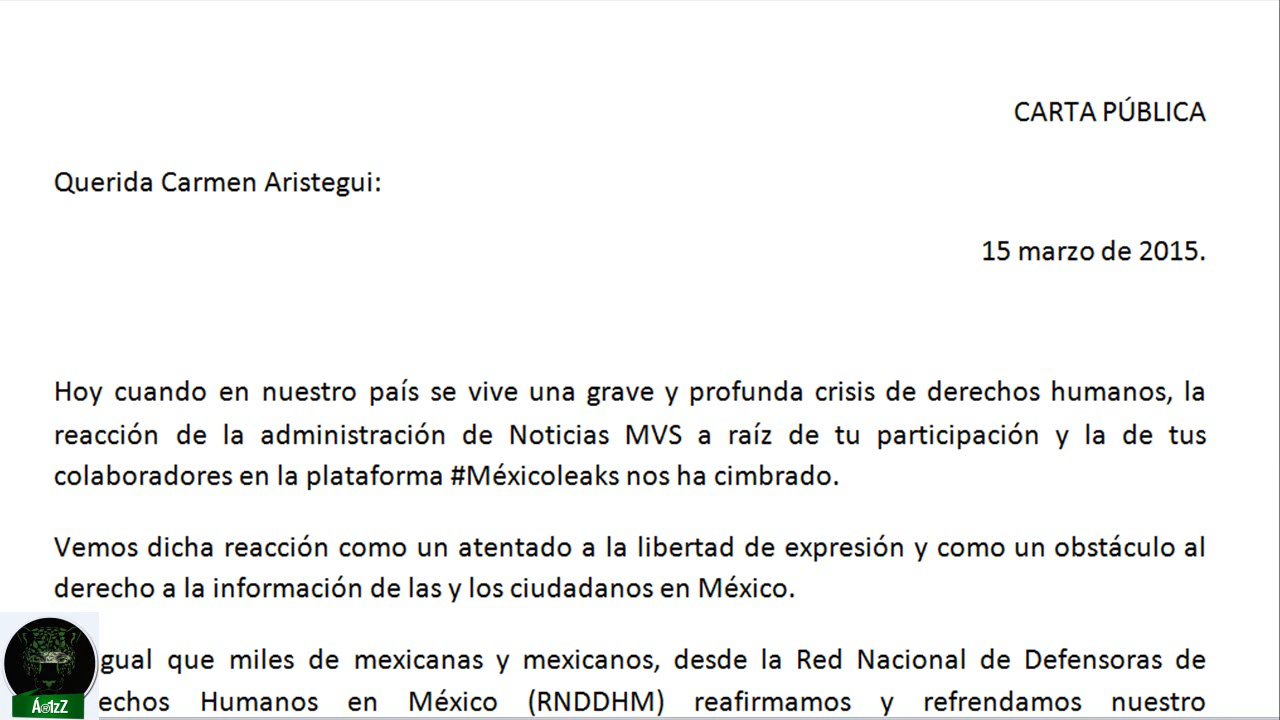 CARTA PÚBLICA
Querida Carmen Aristegui:
15 marzo de 2015.
Hoy cuando en nuestro país se vive una grave y profunda crisis de derechos humanos, la
reacción de la administración de Noticias MVS a raíz de tu participación y la de tus
colaboradores en la plataforma #Méxicoleaks nos ha cimbrado.
Vemos dicha reacción como un atentado a la libertad de expresión y como un obstáculo al
derecho a la información de las y los ciudadanos en México.
gual que miles de mexicanas y mexicanos, desde la Red Nacional de Defensoras de
echos Humanos en México (RNDDHM) reafirmamos y refrendamos nuestro
Á@1zZ